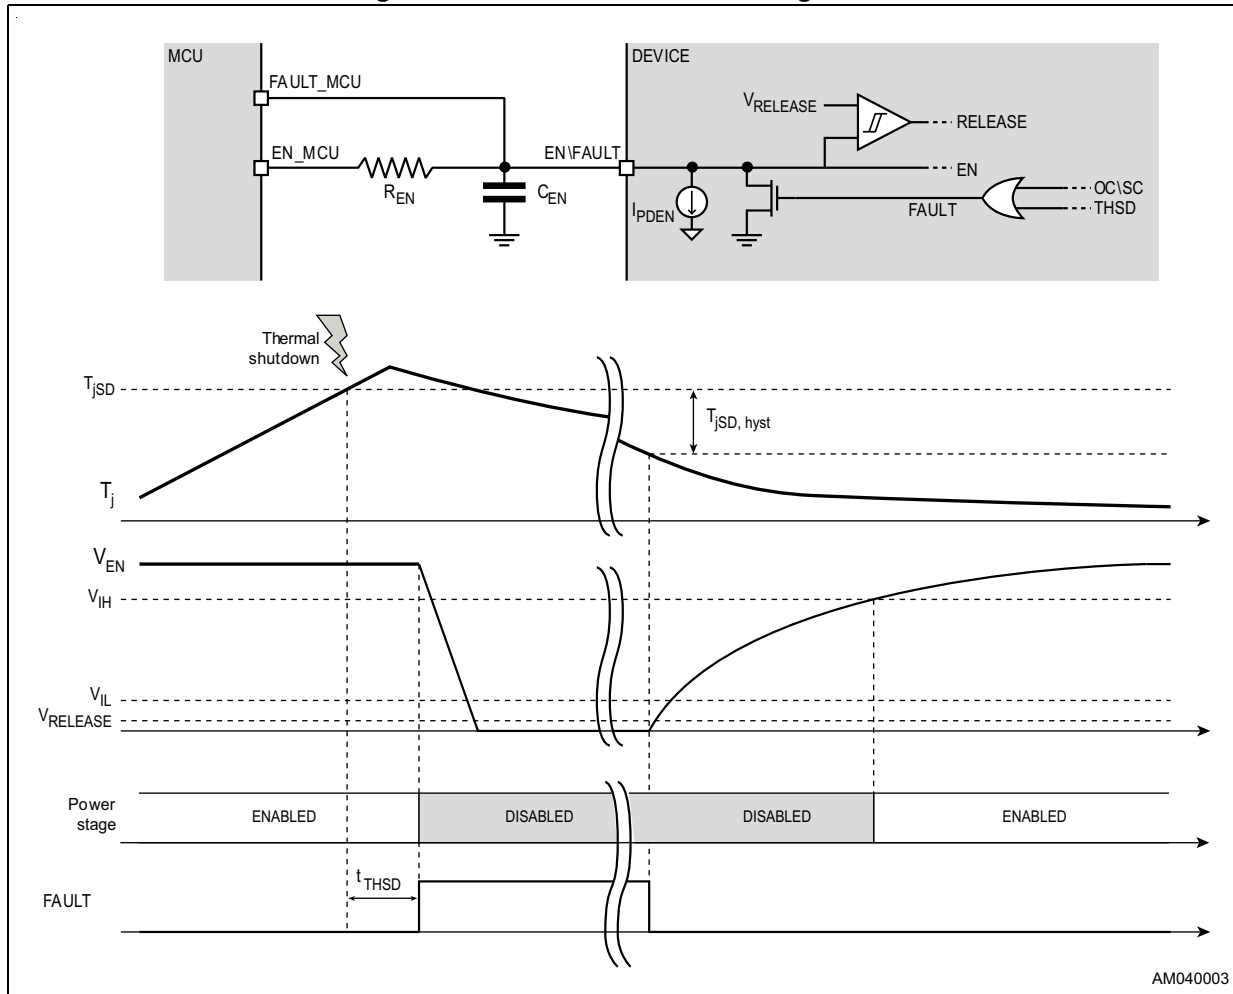 MCU
DEVICE
FAULT_MCU
VRELEASE
RELEASE
EN_MCU
EN\FAULT
EN
REN
CEN
IPDEN
FAULT
OC\SC
THSD
Thermal
shutdown
TjSD
TjSD, hyst
Tj
VEN
VIH
VIL
VRELEASE
Power
stage
ENABLED
DISABLED
DISABLED
ENABLED
tTHSD
FAULT
AM040003